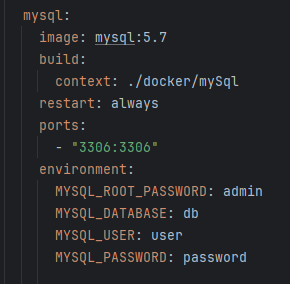 mysql:
  image: mysql:5.7
  build:
    context: ./docker/mySql
  restart: always
  ports:
    - "3306:3306"
  environment:
    MYSQL_ROOT_PASSWORD: admin
    MYSQL_DATABASE: db
    MYSQL_USER: user
    MYSQL_PASSWORD: password